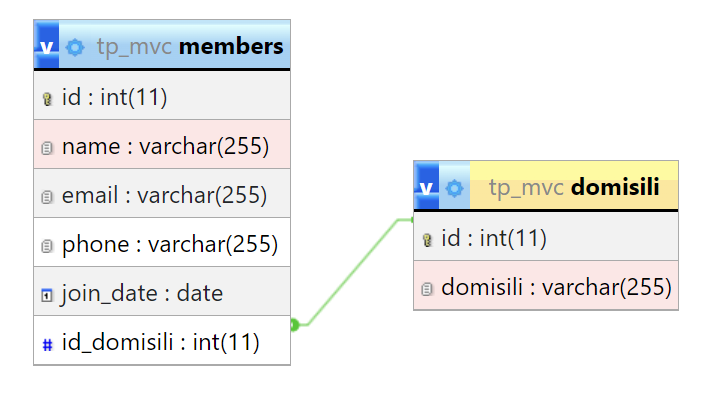 v tp_mvc members
id : int(11)
name : varchar(255)
email : varchar(255)
phone : varchar(255)
join_date : date
# id_domisili : int(11)
v tp_mvc domisili
id : int(11)
domisili : varchar(255)